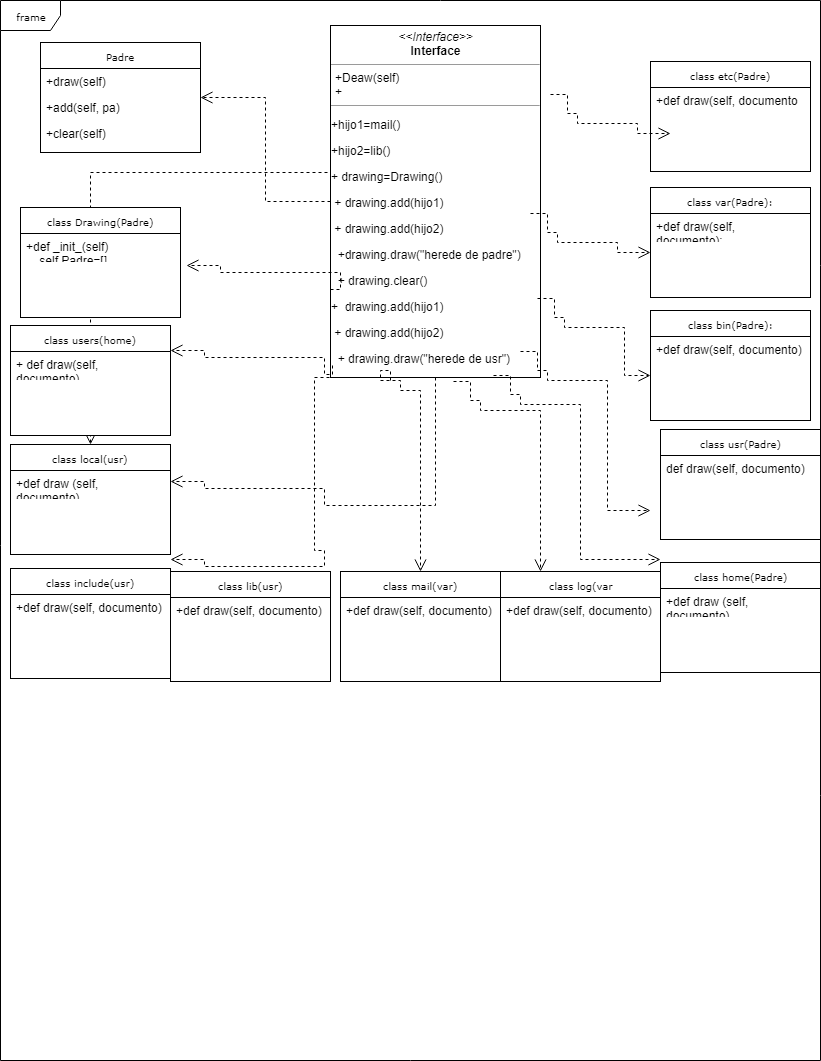 frame
Padre
+draw(self)
+add(self, pa)
+clear(self)
<<Interface>>
Interface
+Deaw(self)
+
+hijo1=mail()
+hijo2=lib()
+ drawing=Drawing()
+ drawing.add(hijo1)
+ drawing.add(hijo2)
+drawing.draw("herede de padre")
+ drawing.clear()
+ drawing.add(hijo1)
+ drawing.add(hijo2)
+ drawing.draw("herede de usr")
class etc(Padre)
+def draw(self, documento
class var(Padre):
+def draw(self,
documento):
class bin(Padre):
+def draw(self, documento)
class usr(Padre)
def draw(self, documento)
class home(Padre)
+def draw (self,
documento)
class Drawing(Padre)
+def _init_(self)
self.Padre=[]
class users(home)
+ def draw(self,
documento)
class local(usr)
+def draw (self,
documento)
class include(usr)
+def draw(self, documento)
class lib(usr)
+def draw(self, documento)
class mail(var)
+def draw(self, documento)
class log(var
+def draw(self, documento)